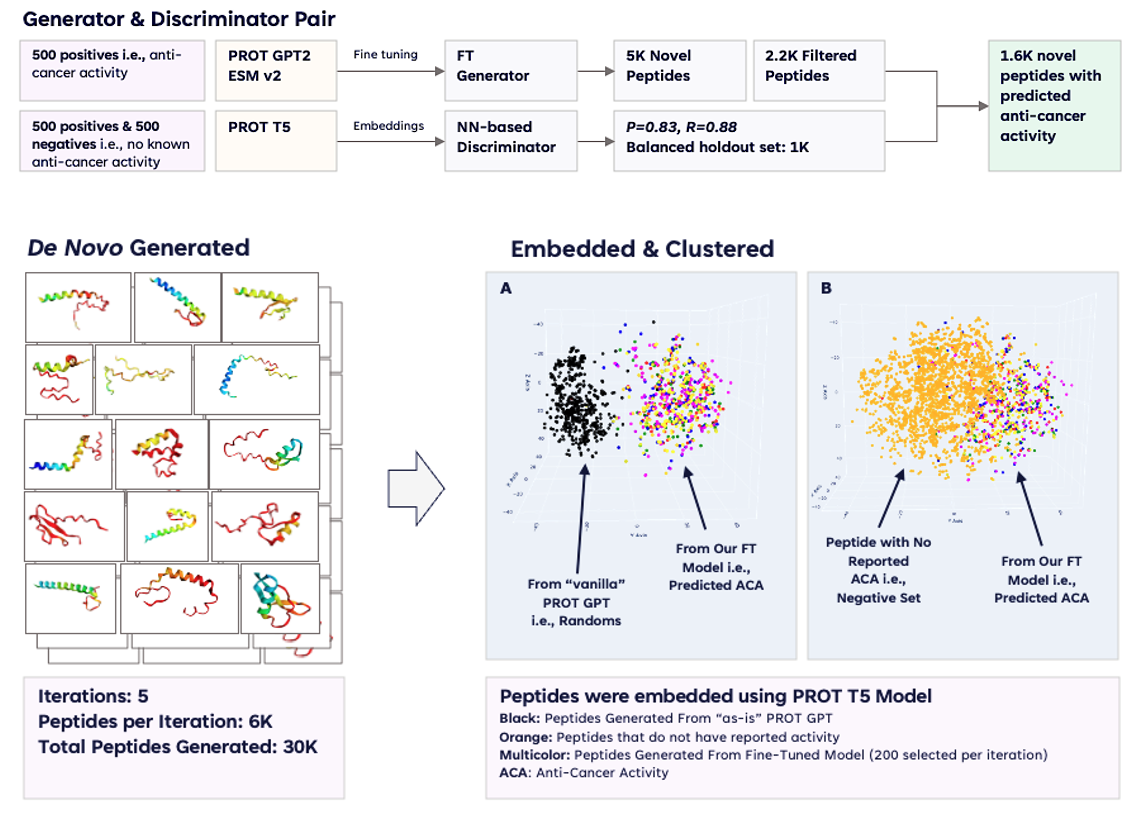 Generator & Discriminator Pair
500 positives i.e., anti-
cancer activity
PROT GPT2
ESM v2
Fine tuning
FT
Generator
5K Novel
Peptides
2.2K Filtered
Peptides
1.6K novel
peptides with
predicted
anti-cancer
activity
500 positives & 500
negatives i.e., no known
anti-cancer activity
PROT T5
Embeddings
NN-based
Discriminator
P=0.83, R=0.88
Balanced holdout set: 1K
De Novo Generated
Embedded & Clustered
A
B
From “vanilla”
PROT GPT
i.e., Randoms
From Our FT
Model i.e.,
Predicted ACA
Peptide with No
Reported
ACA i.e.,
Negative Set
From Our FT
Model i.e.,
Predicted ACA
Iterations: 5
Peptides per Iteration: 6K
Total Peptides Generated: 30K
Peptides were embedded using PROT T5 Model
Black: Peptides Generated From “as-is” PROT GPT
Orange: Peptides that do not have reported activity
Multicolor: Peptides Generated From Fine-Tuned Model (200 selected per iteration)
ACA: Anti-Cancer Activity